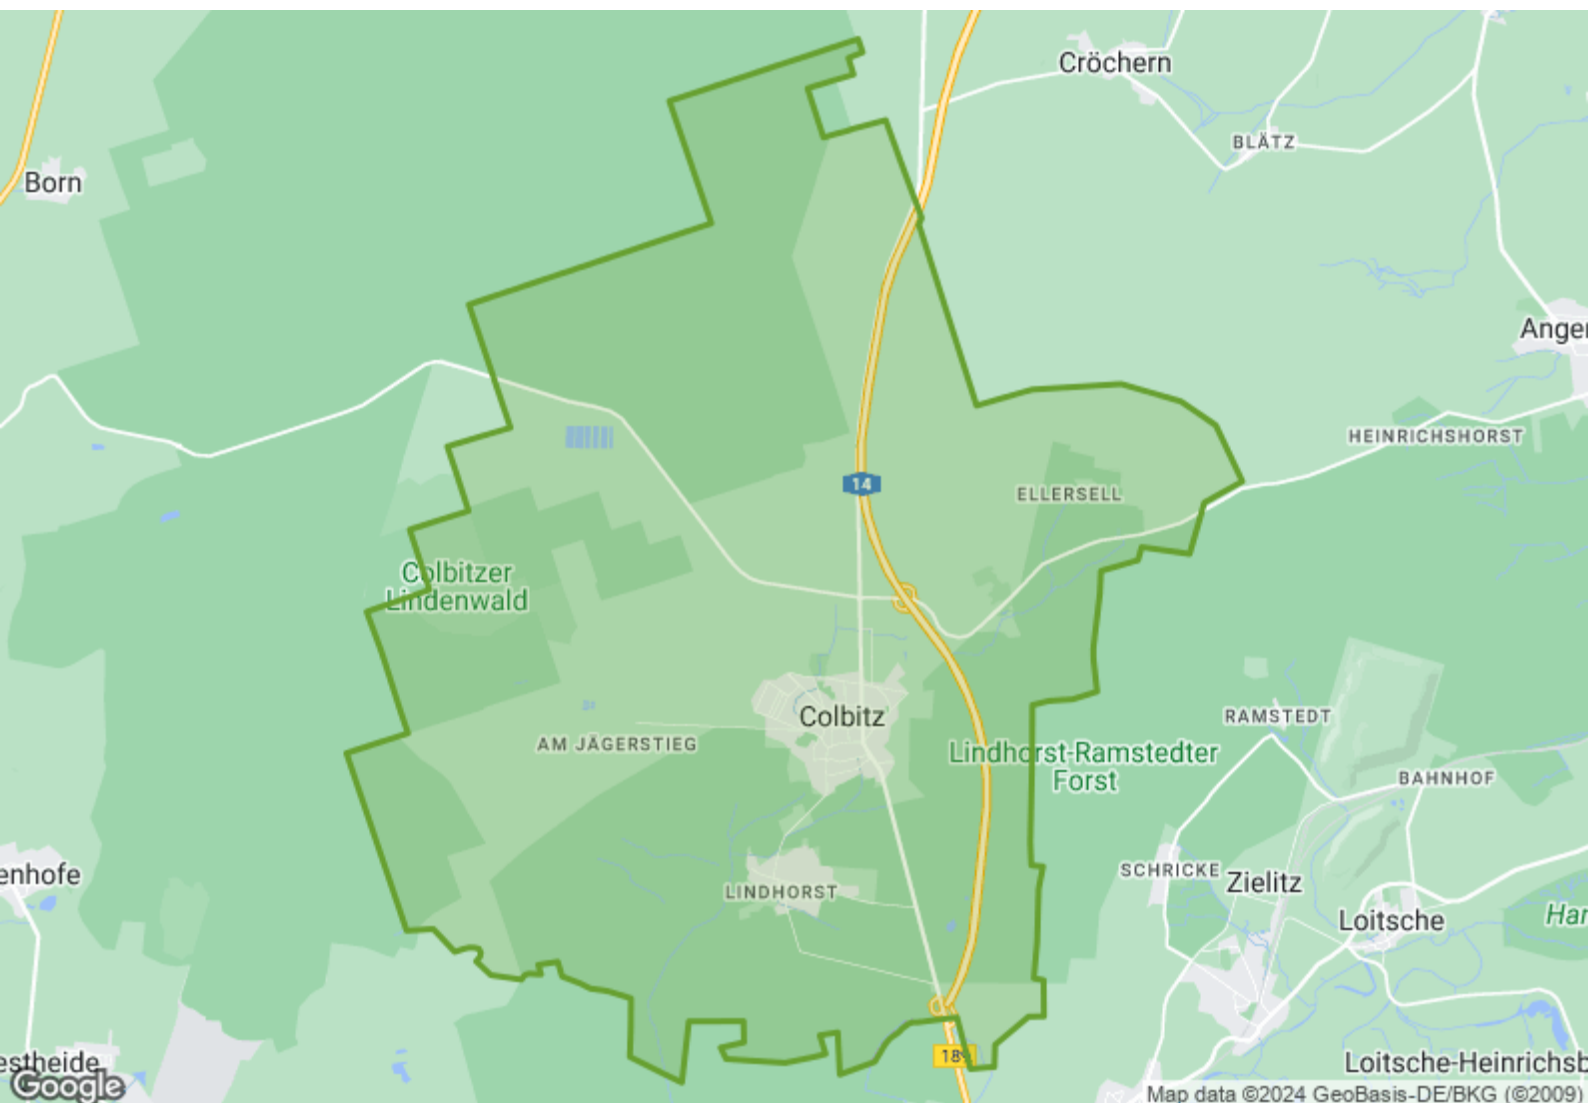 Cröchern
BLÄTZ
Born
Anger
HEINRICHSHORST
14
ELLERSELL
Colbitzer
Lindenwald
RAMSTEDT
Colbitz
AM JÄGERSTIEG
Lindhorst-Ramstedter
Forst
BAHNHOF
SCHRICKE
Zielitz
enhofe
LINDHORST
Loitsche
Har
189
estheide
Loitsche-Heinrichsb
Google
Map data ©2024 GeoBasis-DE/BKG (©2009)